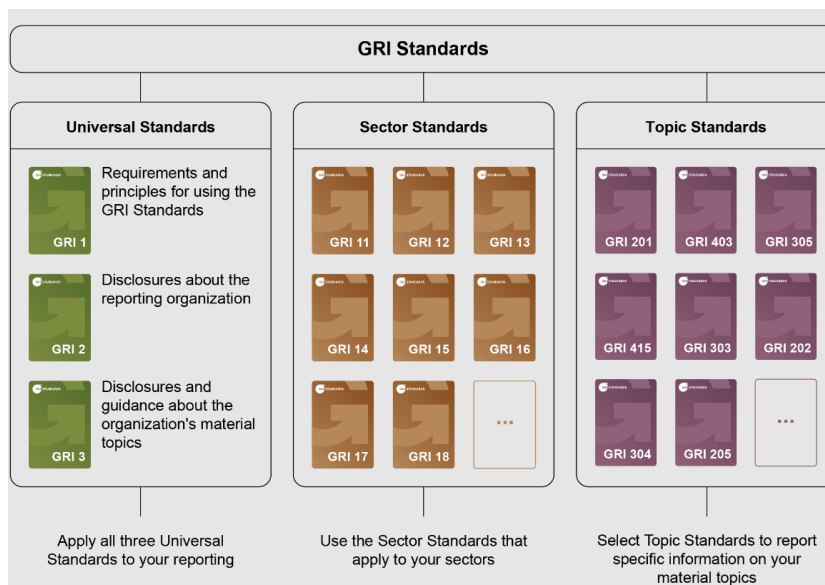 GRI Standards
Universal Standards
Requirements and
principles for using the
GRI Standards
GRI 1
Disclosures about the
reporting organization
GRI 2
Disclosures and
guidance about the
organization's material
topics
GRI 3
Apply all three Universal
Standards to your reporting
Sector Standards
GRI 11
GRI 12
GRI 13
GRI 14
GRI 15
GRI 16
GRI 17
GRI 18
...
Use the Sector Standards that
apply to your sectors
Topic Standards
GRI 201
GRI 403
GRI 305
GRI 415
GRI 303
GRI 202
GRI 304
GRI 205
...
Select Topic Standards to report
specific information on your
material topics